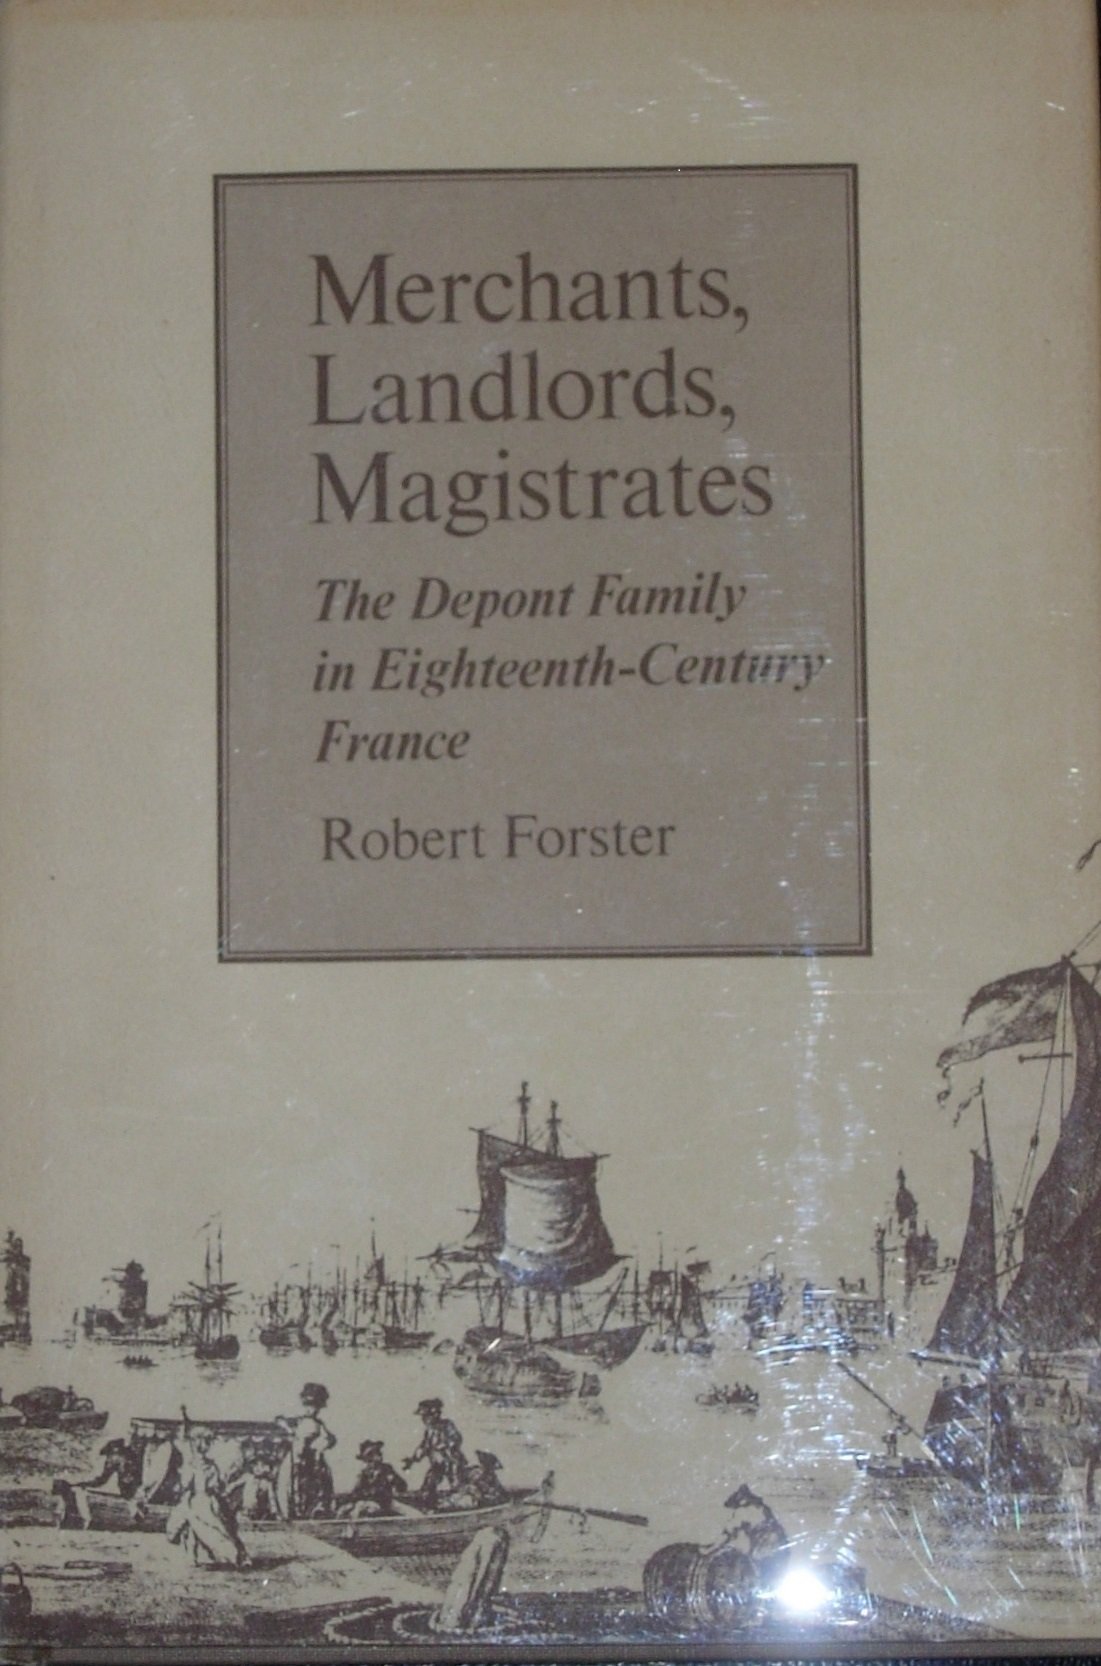 Merchants,
Landlords,
Magistrates
The Depont Family
in Eighteenth-Century
France
Robert Forster